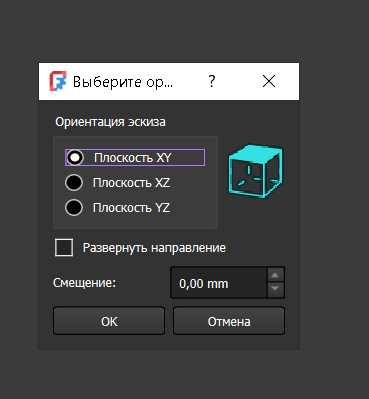 Выберите ор...
?
Ориентация эскиза
Плоскость XY
Плоскость XZ
Плоскость YZ
Развернуть направление
Смещение:
0,00 mm
OK
Отмена